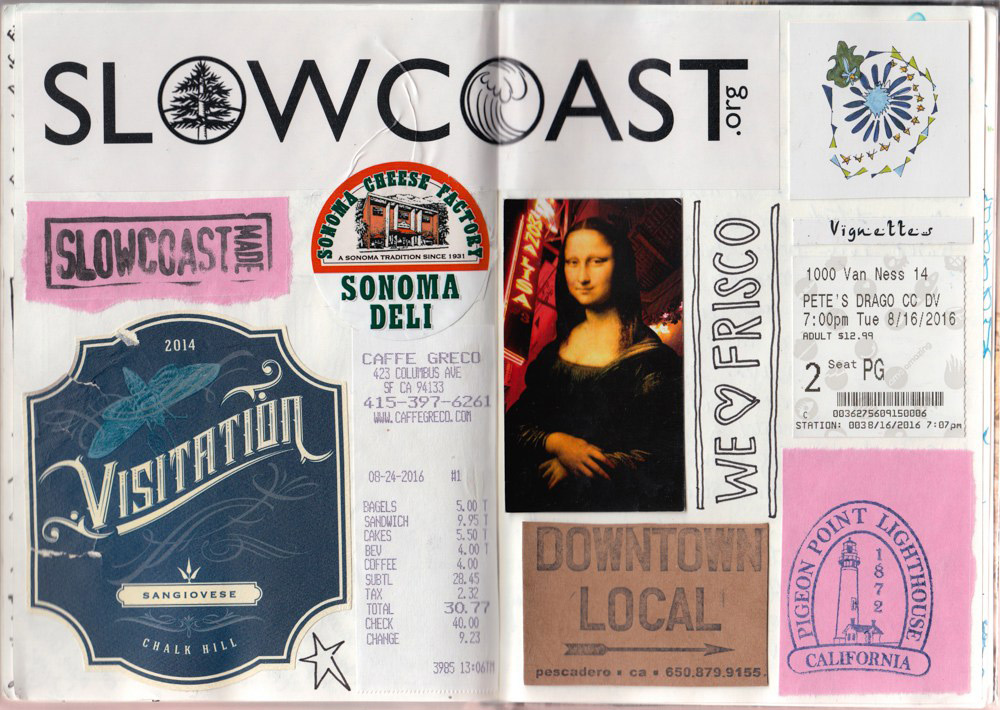 SLOWCOAST.org
SLOWCOAST MADE
SONOMA CHEESE FACTORY
A SONOMA TRADITION SINCE 1931
SONOMA
DELI
2014
VISITATION
SANGIOVESE
CHALK HILL
CAFFE GRECO
423 COLUMBUS AVE
SF CA 94133
415-397-6261
WWW.CAFFEGRECO.COM
08-24-2016 #1
BAGELS 5.00 T
SANDWICH 9.95 T
CAKES 5.50 T
BEV 4.00 T
COFFEE 4.00
SUBTL 28.45
TAX 2.32
TOTAL 30.77
CHECK 40.00
CHANGE 9.23
3985 13:06TM
WE ♡ FRISCO
DOWNTOWN
LOCAL
pescadero • ca • 650.879.9155.
Vignettes
1000 Van Ness 14
PETE'S DRAGO CC DV
7:00pm Tue 8/16/2016
ADULT $12.99
2 Seat PG
C 0036275609150006
STATION: 0038/16/2016 7:07pm
PIGEON POINT LIGHTHOUSE
1872
CALIFORNIA